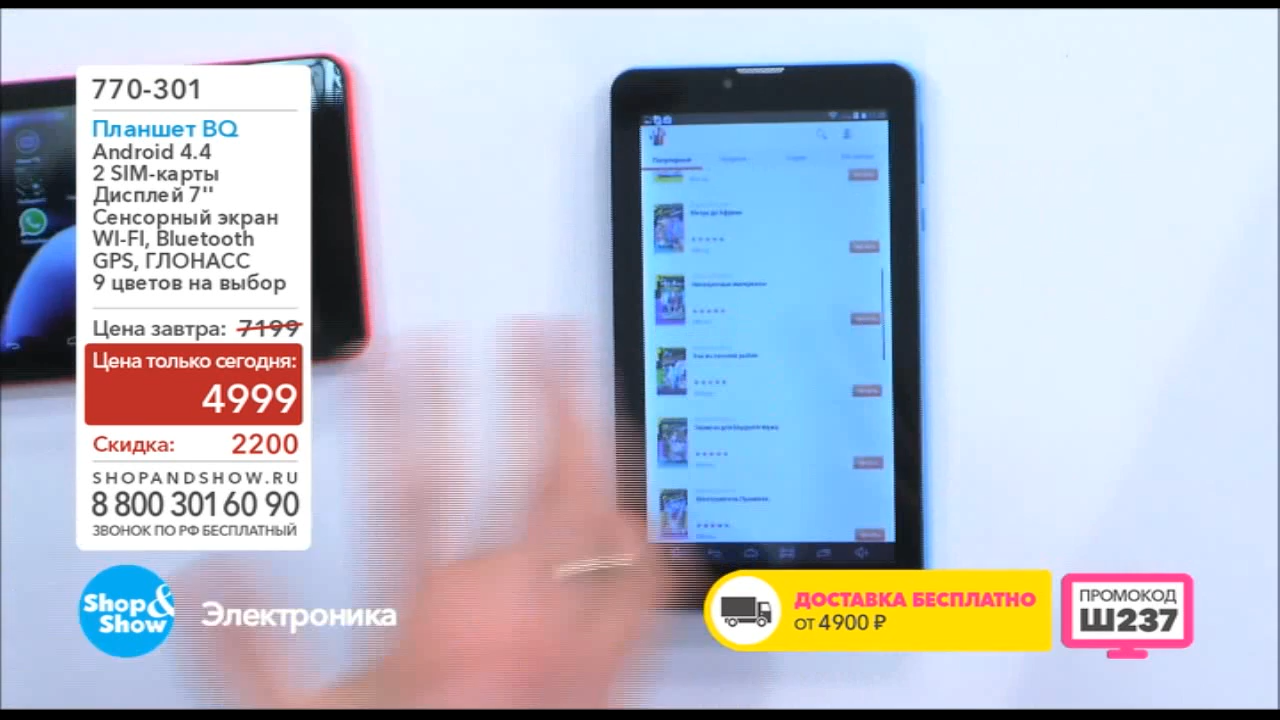 770-301
Планшет BQ
Android 4.4
2 SIM-карты
Дисплей 7''
Сенсорный экран
WI-FI, Bluetooth
GPS, ГЛОНАСС
9 цветов на выбор
Цена завтра: 7199
Цена только сегодня:
4999
Скидка: 2200
SHOPANDSHOW.RU
8 800 301 60 90
ЗВОНОК ПО РФ БЕСПЛАТНЫЙ
Shop&
Show
Электроника
ДОСТАВКА БЕСПЛАТНО
ОТ 4900 ₽
ПРОМОКОД
Ш237